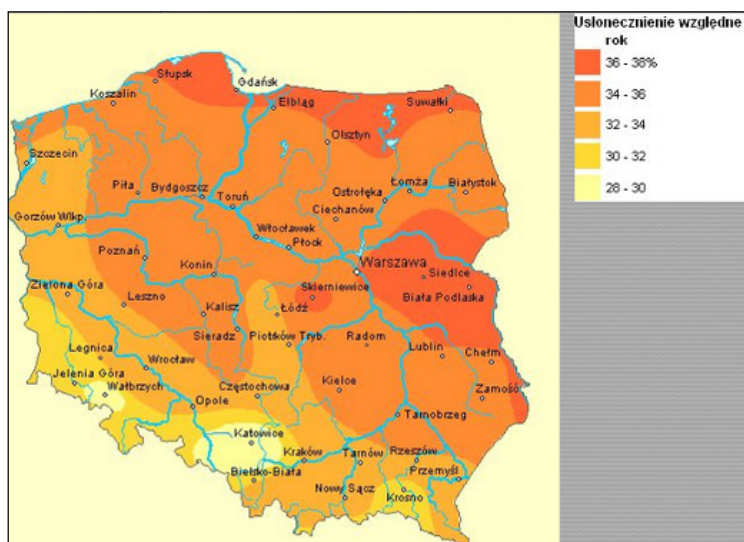 Usłonecznienie względne
rok
36 - 38%
34 - 36
32 - 34
30 - 32
28 - 30
Słupsk
Gdańsk
Koszalin
Elbląg
Suwałki
Olsztyn
Szczecin
Piła
Bydgoszcz
Toruń
Ostrołęka
Łomża
Białystok
Ciechanów
Gorzów Wlkp.
Włocławek
Płock
Poznań
Konin
Warszawa
Siedlce
Skierniewice
Biała Podlaska
Zielona Góra
Leszno
Kalisz
Łódź
Sieradz
Piotrków Tryb.
Radom
Lublin
Chełm
Legnica
Wrocław
Jelenia Góra
Wałbrzych
Częstochowa
Kielce
Zamość
Opole
Tarnobrzeg
Katowice
Kraków
Tarnów
Rzeszów
Przemyśl
Bielsko-Biała
Nowy Sącz
Krosno